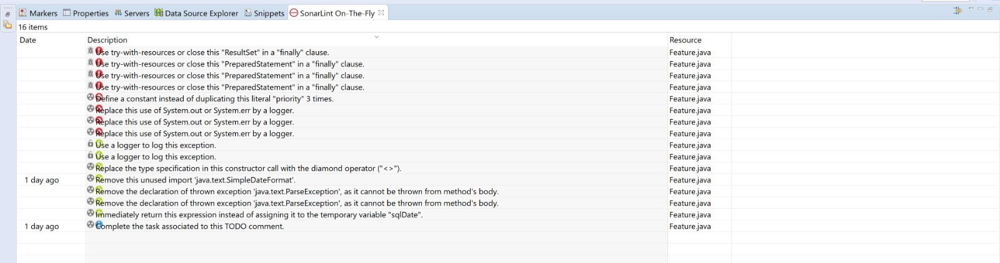 Markers Properties Servers Data Source Explorer Snippets SonarLint On-The-Fly
16 items
Date Description Resource
Use try-with-resources or close this "ResultSet" in a "finally" clause. Feature.java
Use try-with-resources or close this "PreparedStatement" in a "finally" clause. Feature.java
Use try-with-resources or close this "PreparedStatement" in a "finally" clause. Feature.java
Use try-with-resources or close this "PreparedStatement" in a "finally" clause. Feature.java
Define a constant instead of duplicating this literal "priority" 3 times. Feature.java
Replace this use of System.out or System.err by a logger. Feature.java
Replace this use of System.out or System.err by a logger. Feature.java
Replace this use of System.out or System.err by a logger. Feature.java
Use a logger to log this exception. Feature.java
Use a logger to log this exception. Feature.java
Replace the type specification in this constructor call with the diamond operator ("<>"). Feature.java
1 day ago Remove this unused import 'java.text.SimpleDateFormat'. Feature.java
Remove the declaration of thrown exception 'java.text.ParseException', as it cannot be thrown from method's body. Feature.java
Remove the declaration of thrown exception 'java.text.ParseException', as it cannot be thrown from method's body. Feature.java
Immediately return this expression instead of assigning it to the temporary variable "sqlDate". Feature.java
1 day ago Complete the task associated to this TODO comment. Feature.java